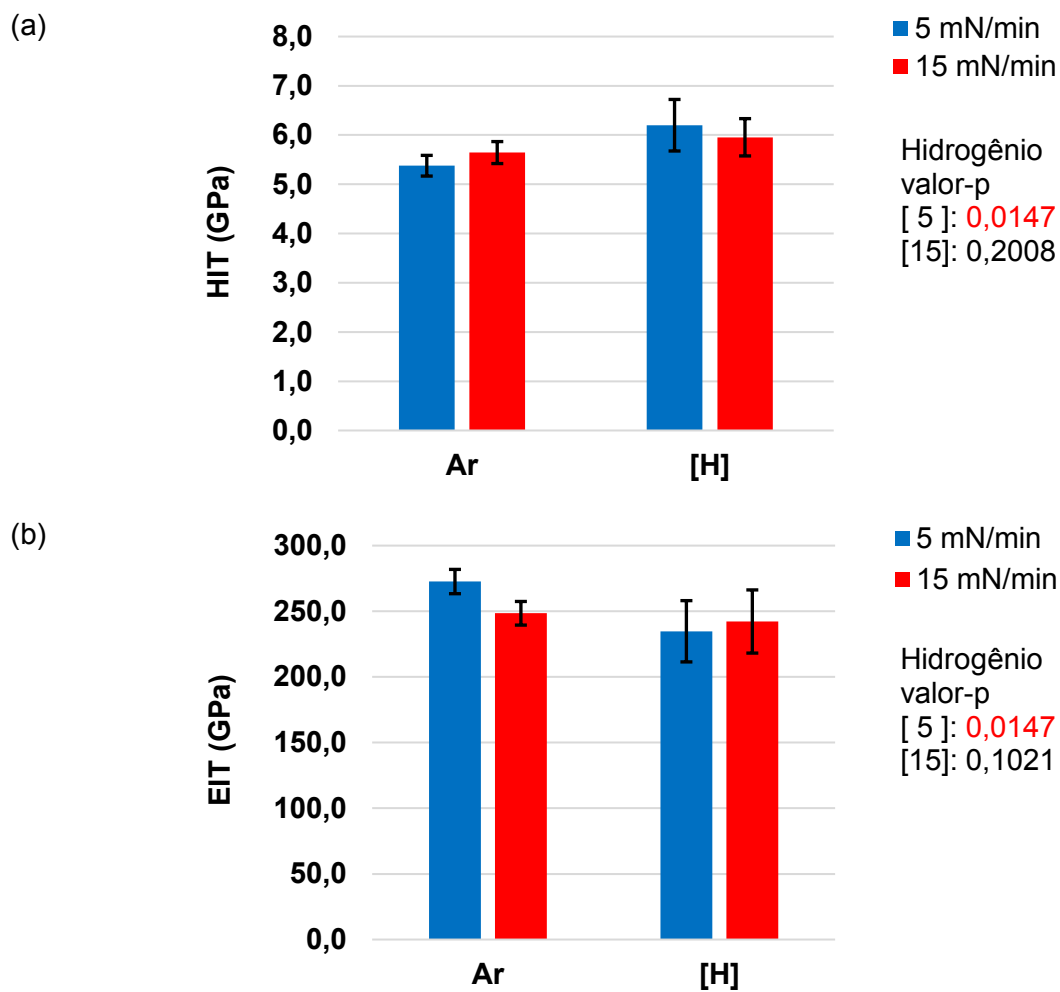 (a)
HIT (GPa)
8,0
7,0
6,0
5,0
4,0
3,0
2,0
1,0
0,0
Ar [H]
5 mN/min
15 mN/min
Hidrogênio
valor-p
[ 5 ]: 0,0147
[15]: 0,2008
(b)
EIT (GPa)
300,0
250,0
200,0
150,0
100,0
50,0
0,0
Ar [H]
5 mN/min
15 mN/min
Hidrogênio
valor-p
[ 5 ]: 0,0147
[15]: 0,1021